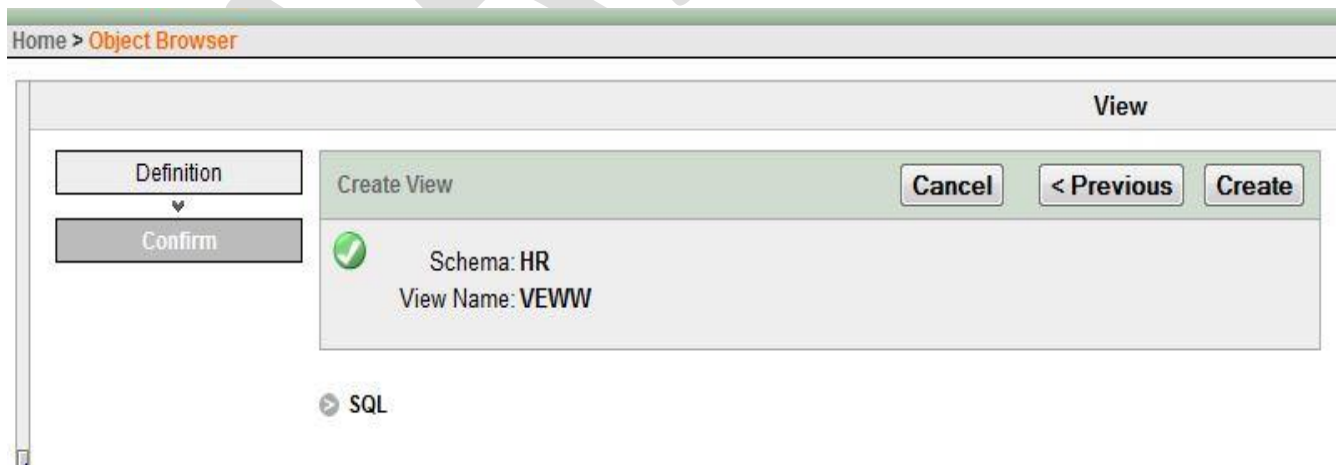 Home > Object Browser
View
Definition
Create View
Cancel
< Previous
Create
Confirm
Schema: HR
View Name: VEWW
SQL